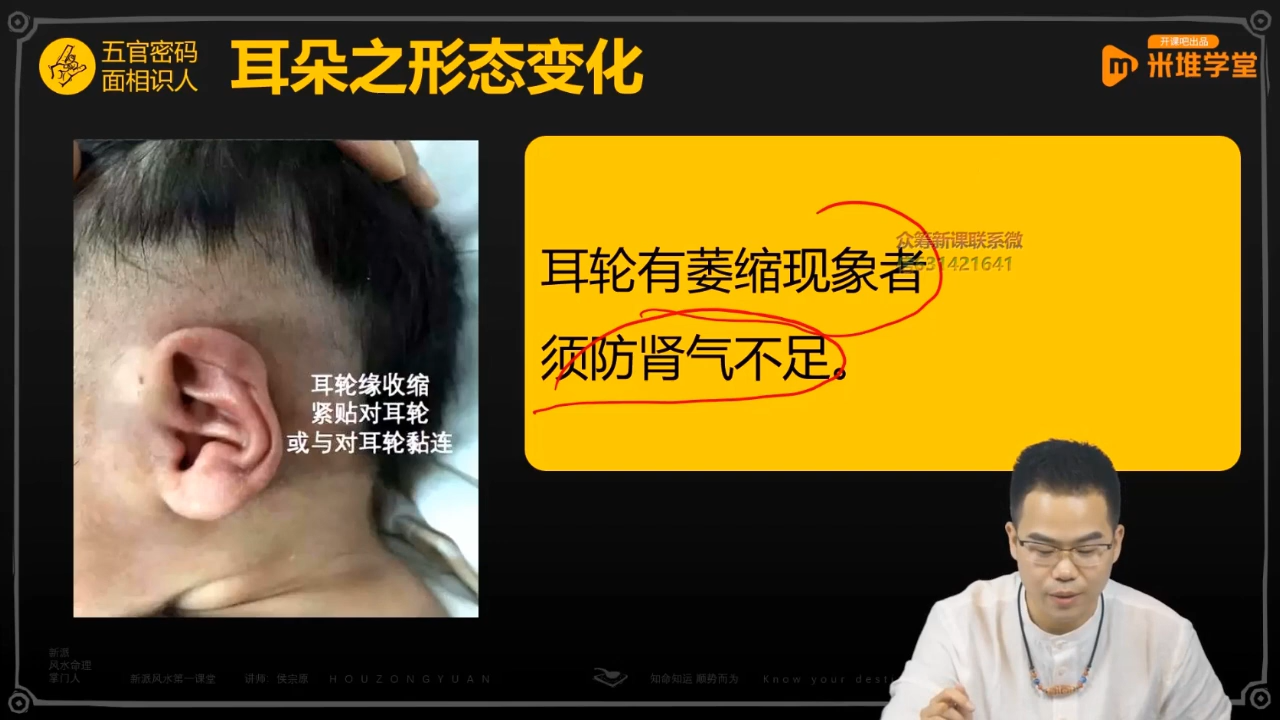 五官密码
面相识人
耳朵之形态变化
开课吧出品
米堆学堂
耳轮有萎缩现象者
众筹新课联系微
631421641
须防肾气不足。
耳轮缘收缩
紧贴对耳轮
或与对耳轮黏连
新派
风水命理
掌门人
新派风水第一课堂
讲师：侯宗原
HOUZONGYUAN
知命知运 顺势而为
Know your desti